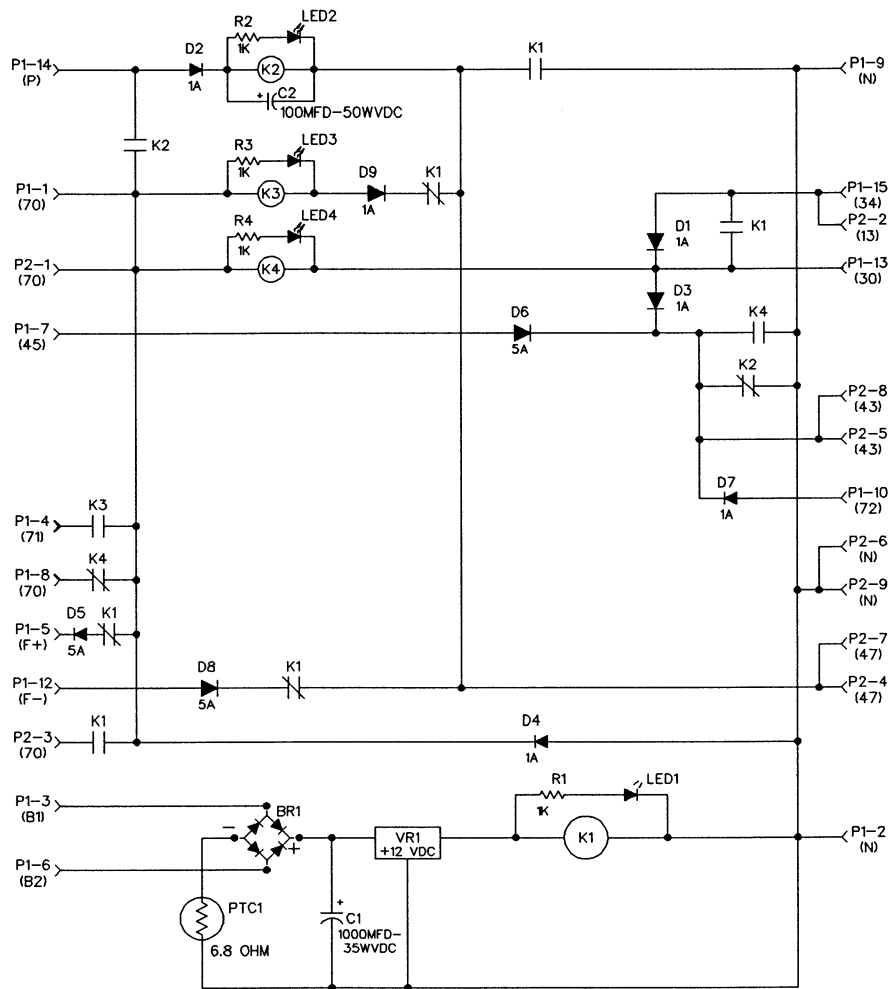 R2
1K
LED2
D2
1A
K2
+
C2
100MFD-50WVDC
K1
P1-14
(P)
P1-9
(N)
K2
R3
1K
LED3
D9
1A
K1
K3
P1-1
(70)
P1-15
(34)
P2-2
(13)
R4
1K
LED4
K4
D1
1A
K1
P2-1
(70)
P1-13
(30)
D3
1A
P1-7
(45)
D6
5A
K4
K2
P2-8
(43)
P2-5
(43)
D7
1A
P1-10
(72)
P1-4
(71)
K3
P2-6
(N)
P1-8
(70)
K4
P2-9
(N)
P1-5
(F+)
D5
5A
K1
P2-7
(47)
P1-12
(F-)
D8
5A
K1
P2-4
(47)
P2-3
(70)
K1
D4
1A
P1-3
(B1)
BR1
-
+
R1
1K
LED1
VR1
+12 VDC
K1
P1-2
(N)
P1-6
(B2)
PTC1
6.8 OHM
+
C1
1000MFD-
35WVDC